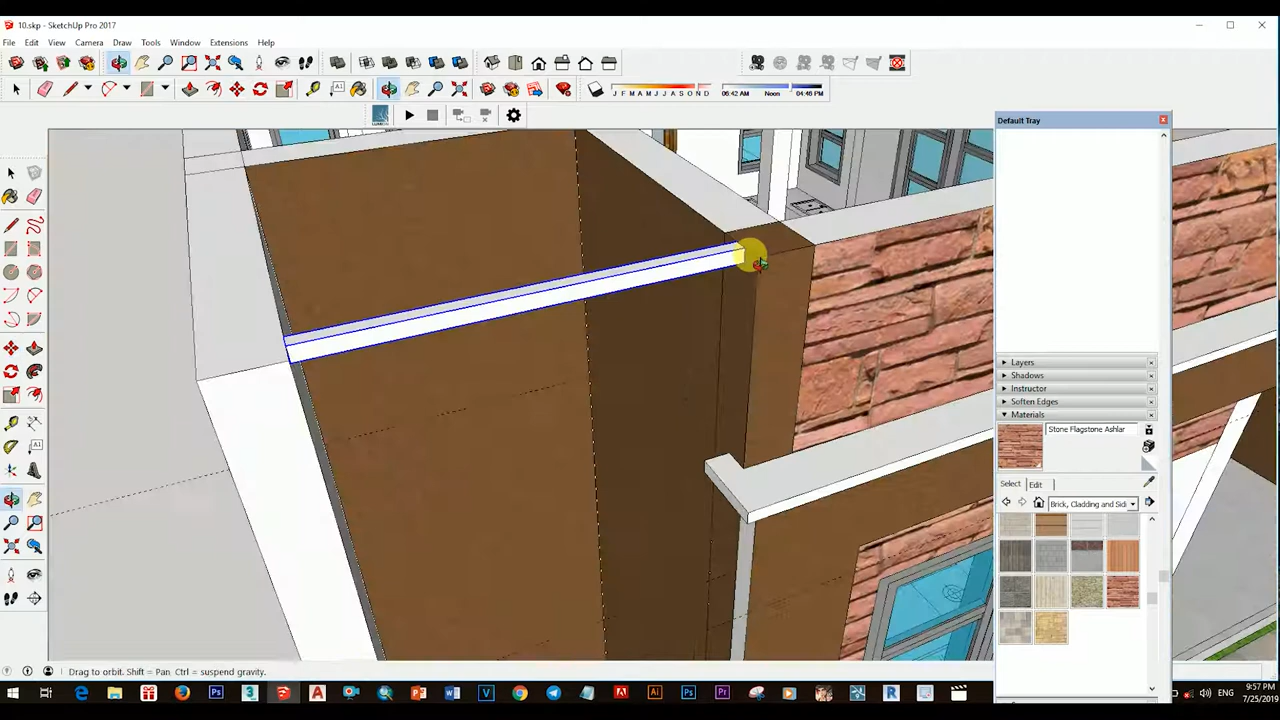 10.skp - SketchUp Pro 2017
File Edit View Camera Draw Tools Window Extensions Help
J F M A M J J A S O N D 06:42 AM Noon 04:46 PM
LUMION
Default Tray
Layers
Shadows
Instructor
Soften Edges
Materials
Stone Flagstone Ashlar
Select Edit
Brick, Cladding and Sidi
Drag to orbit. Shift = Pan, Ctrl = suspend gravity.
ENG
9:57 PM
7/25/2019